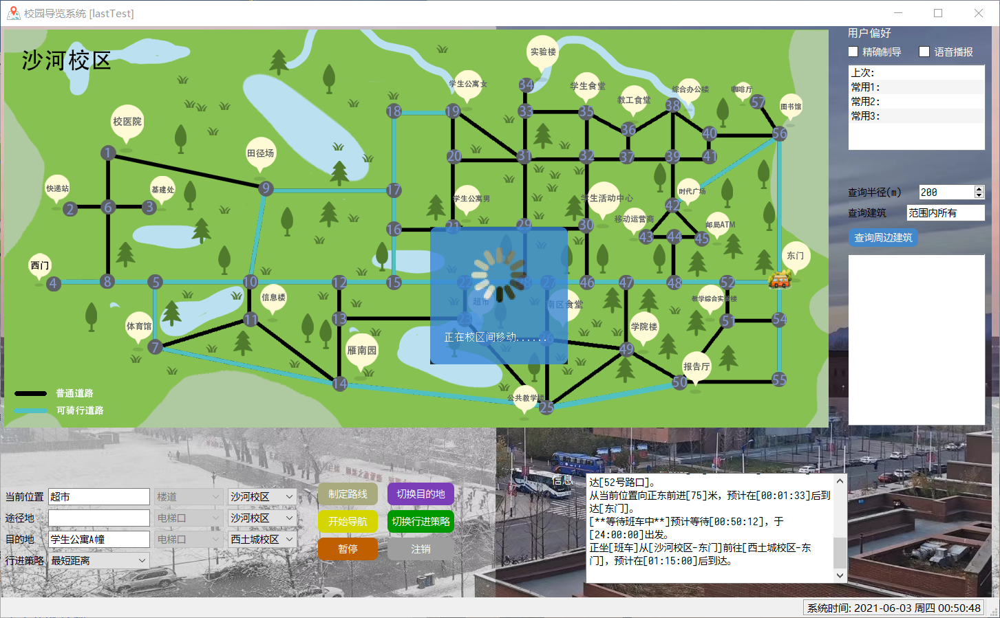 校园导览系统 [lastTest]
用户偏好
精确制导
语音播报
上次:
常用1:
常用2:
常用3:
查询半径(m)
200
查询建筑
范围内所有
查询周边建筑
沙河校区
实验楼
学生公寓女
34
学生食堂
综合办公楼
咖啡厅
57
教工食堂
38
图书馆
18
19
33
35
校医院
36
40
56
1
田径场
20
31
32
37
39
41
快递站
基建处
9
17
学生公寓男
学生活动中心
时代广场
2
6
3
42
移动运营商
邮局ATM
16
21
29
30
43
44
45
西门
东门
4
8
5
10
12
15
22
28
27
46
47
48
52
信息楼
超市
南区食堂
教学综合实验楼
11
13
23
51
54
体育馆
学院楼
正在校区间移动......
26
7
雁南园
49
报告厅
14
50
55
普通道路
公共教学楼
25
可骑行道路
信息
达[52号路口]。
从当前位置向正东前进[75]米，预计在[00:01:33]后到
达[东门]。
[**等待班车中**]预计等待[00:50:12]，于
[24:00:00]出发。
正坐[班车]从[沙河校区-东门]前往[西土城校区-东
门]，预计在[01:15:00]后到达。
当前位置
超市
楼道
沙河校区
制定路线
切换目的地
途径地
电梯口
沙河校区
开始导航
切换行进策略
目的地
学生公寓A幢
电梯口
西土城校区
暂停
注销
行进策略
最短距离
系统时间: 2021-06-03 周四 00:50:48